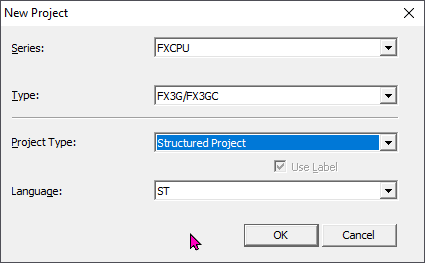 New Project
Series: FXCPU
Type: FX3G/FX3GC
Project Type: Structured Project
Use Label
Language: ST
OK Cancel